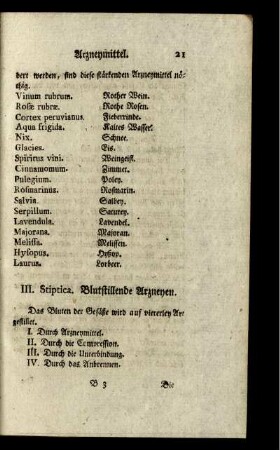 Arzneymittel. 21
dert werden, sind diese stärkenden Arzneymittel nö-
thig.
Vinum rubrum. Rother Wein.
Rosæ rubræ. Rothe Rosen.
Cortex peruvianus. Fieberrinde.
Aqua frigida. Kaltes Wasser.
Nix. Schnee.
Glacies. Eis.
Spiritus vini. Weingeist.
Cinnamomum. Zimmet.
Pulegium. Poley.
Rosmarinus. Rosmarin.
Salvia. Salbey.
Serpillum. Saturey.
Lavendula. Lavendel.
Majorana. Majoran.
Melissa. Melissen.
Hysopus. Hysop.
Laurus. Lorbeer.
III. Stiptica. Blutstillende Arzneyen.
Das Bluten der Gefäße wird auf viererley Art
gestillet.
I. Durch Arzneymittel.
II. Durch die Compression.
III. Durch die Unterbindung.
IV. Durch das Anbrennen.
B 3 Die